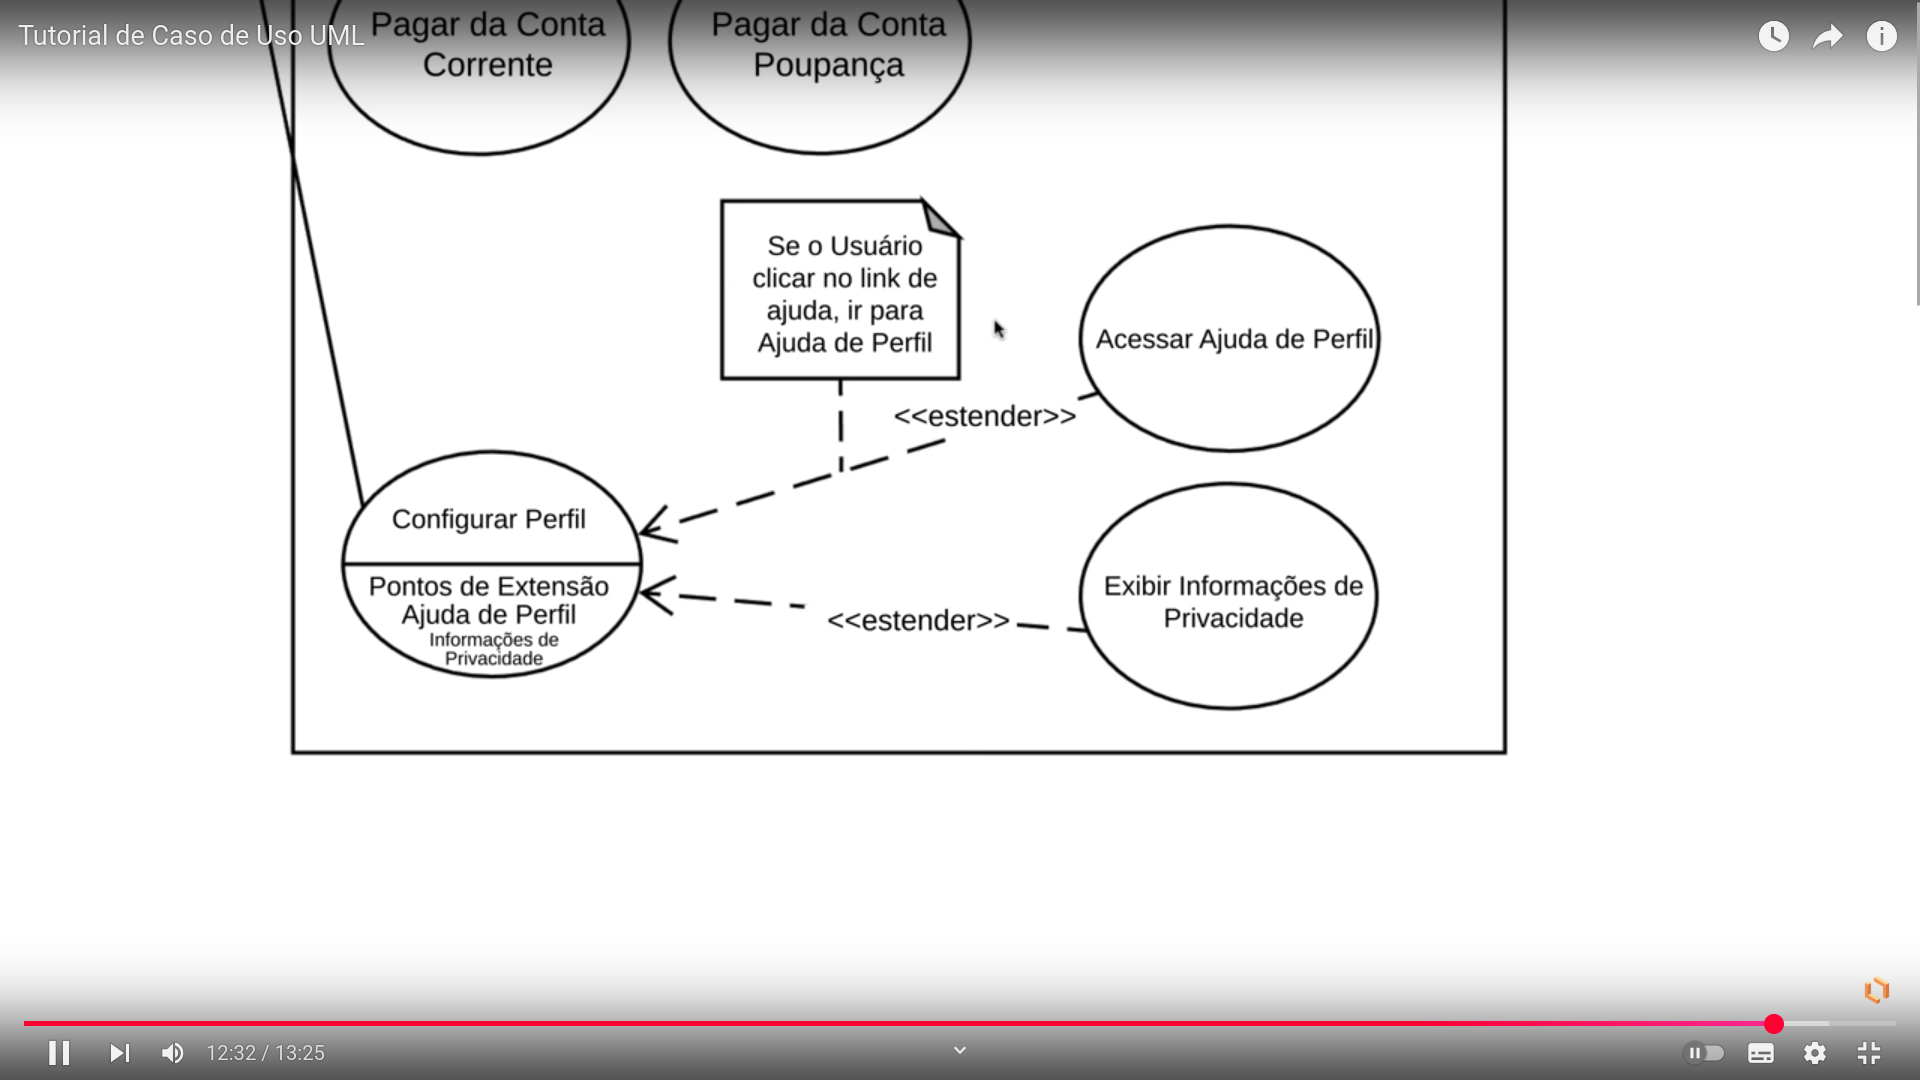 Tutorial de Caso de Uso UML
Pagar da Conta
Corrente
Pagar da Conta
Poupança
Se o Usuário
clicar no link de
ajuda, ir para
Ajuda de Perfil
Acessar Ajuda de Perfil
<<estender>>
Configurar Perfil
Pontos de Extensão
Ajuda de Perfil
Informações de
Privacidade
<<estender>>
Exibir Informações de
Privacidade
12:32 / 13:25